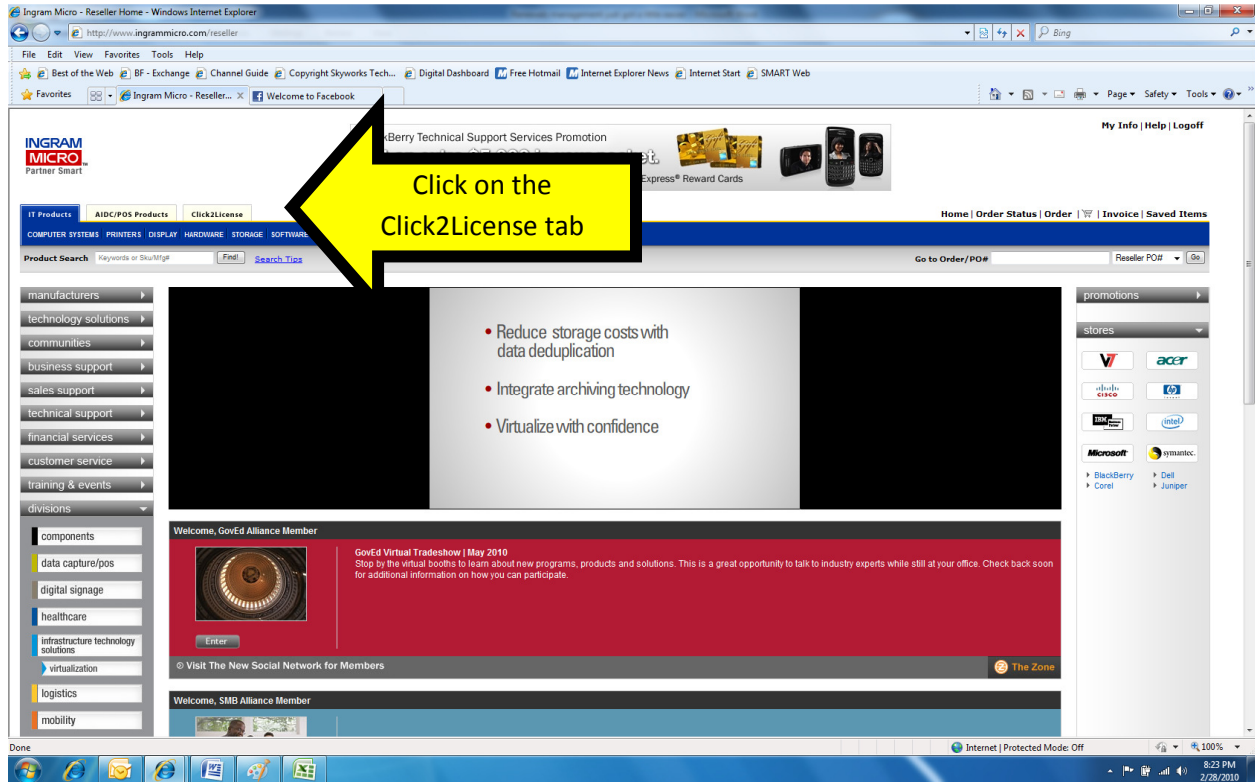 Ingram Micro - Reseller Home - Windows Internet Explorer
http://www.ingrammicro.com/reseller
Bing
File Edit View Favorites Tools Help
Best of the Web BF - Exchange Channel Guide Copyright Skyworks Tech... Digital Dashboard Free Hotmail Internet Explorer News Internet Start SMART Web
Favorites Ingram Micro - Reseller... X Welcome to Facebook
Page Safety Tools
My Info | Help | Logoff
INGRAM
MICRO
Partner Smart
kBerry Technical Support Services Promotion
Express® Reward Cards
Click on the
Click2License tab
IT Products AIDC/POS Products Click2License
Home | Order Status | Order | Invoice | Saved Items
COMPUTER SYSTEMS PRINTERS DISPLAY HARDWARE STORAGE SOFTWARE
Product Search Keywords or Sku/Mfg# Find! Search Tips
Go to Order/PO# Reseller PO# Go
manufacturers
technology solutions
communities
business support
sales support
technical support
financial services
customer service
training & events
divisions
components
data capture/pos
digital signage
healthcare
infrastructure technology
solutions
virtualization
logistics
mobility
• Reduce storage costs with
data deduplication
• Integrate archiving technology
• Virtualize with confidence
promotions
stores
acer
cisco
hp
IBM
intel
Microsoft symantec.
BlackBerry Dell
Corel Juniper
Welcome, GovEd Alliance Member
GovEd Virtual Tradeshow | May 2010
Stop by the virtual booths to learn about new programs, products and solutions. This is a great opportunity to talk to industry experts while still at your office. Check back soon
for additional information on how you can participate.
Enter
Visit The New Social Network for Members
The Zone
Welcome, SMB Alliance Member
Done
Internet | Protected Mode: Off
100%
8:23 PM
2/28/2010